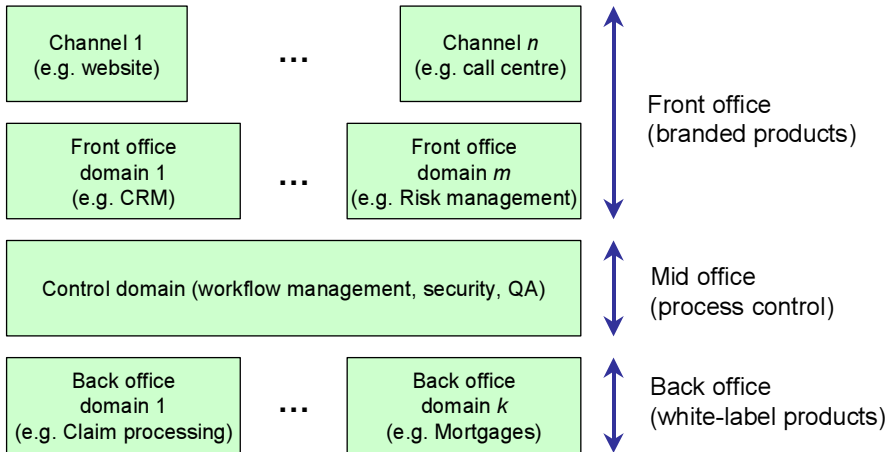 Channel 1
(e.g. website)
...
Channel n
(e.g. call centre)
Front office
(branded products)
Front office
domain 1
(e.g. CRM)
...
Front office
domain m
(e.g. Risk management)
Control domain (workflow management, security, QA)
Mid office
(process control)
Back office
domain 1
(e.g. Claim processing)
...
Back office
domain k
(e.g. Mortgages)
Back office
(white-label products)